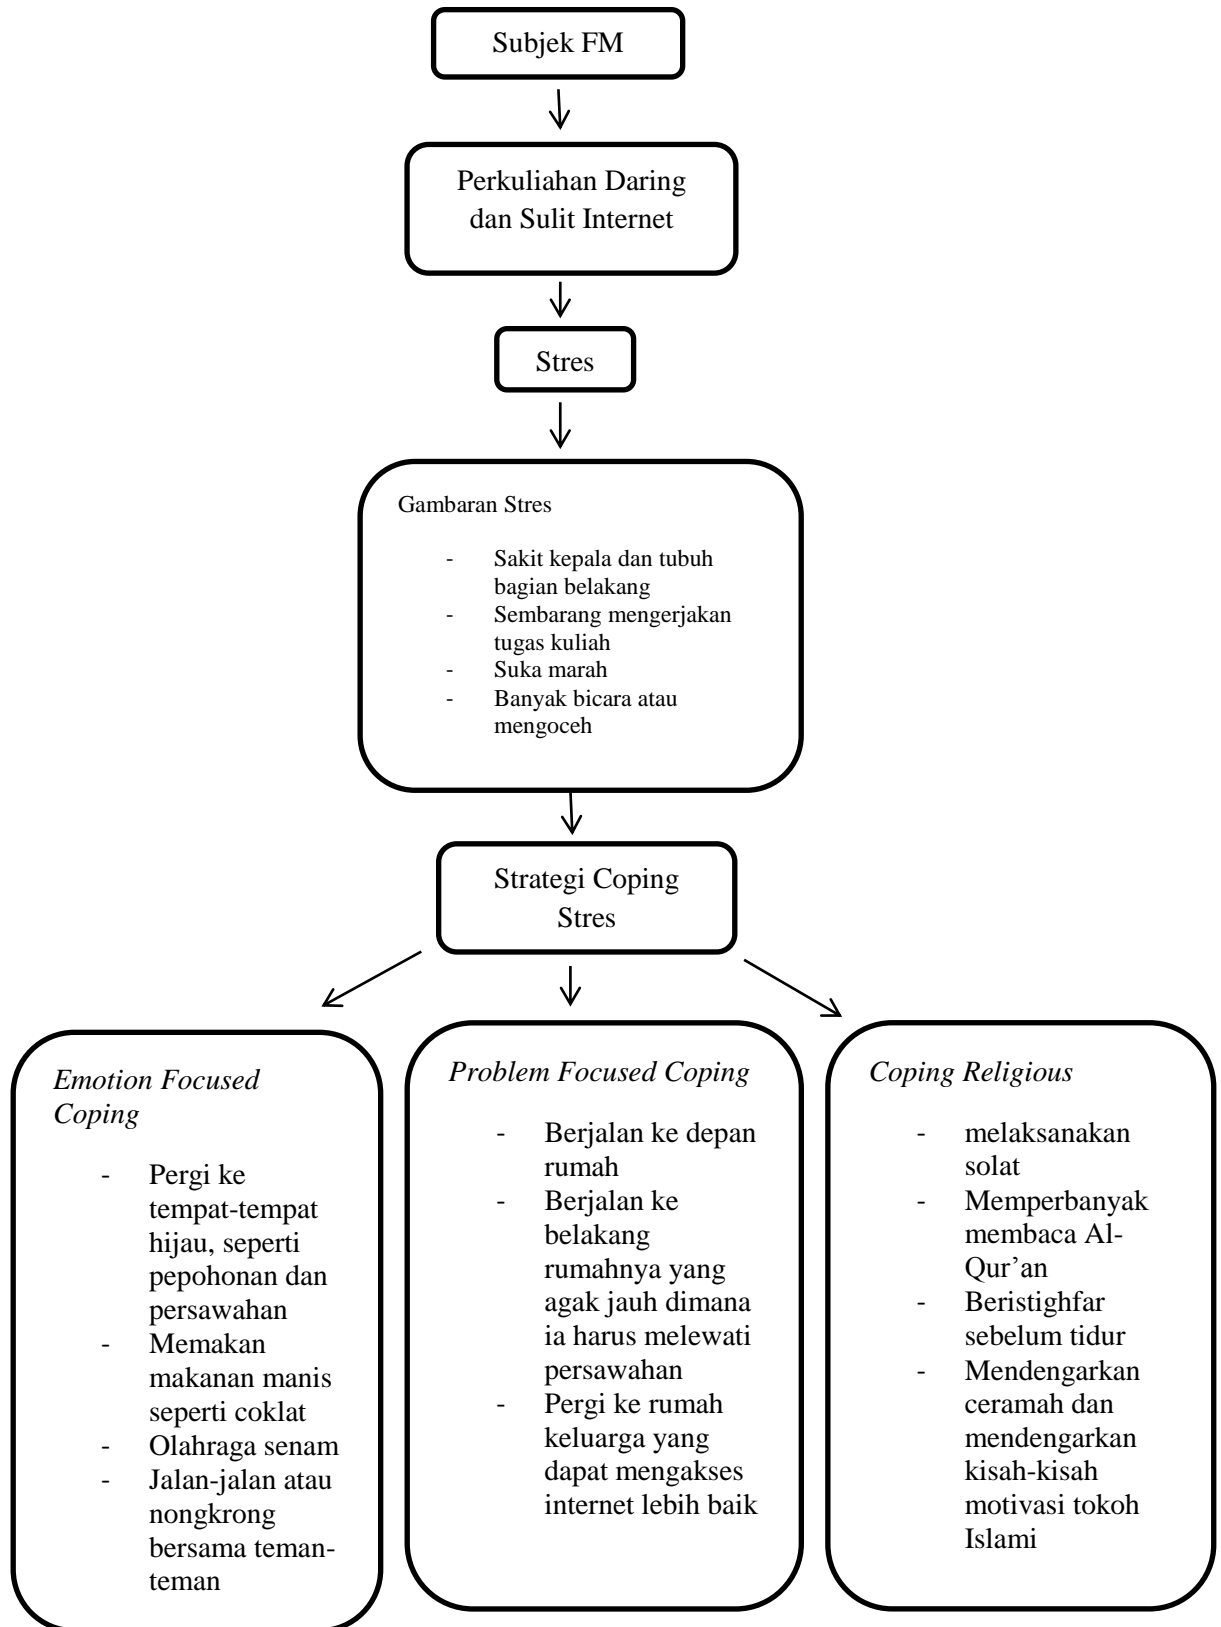 Subjek FM
Perkuliahan Daring
dan Sulit Internet
Stres
Gambaran Stres
- Sakit kepala dan tubuh
bagian belakang
- Sembarang mengerjakan
tugas kuliah
- Suka marah
- Banyak bicara atau
mengoceh
Strategi Coping
Stres
Emotion Focused
Coping
- Pergi ke
tempat-tempat
hijau, seperti
pepohonan dan
persawahan
- Memakan
makanan manis
seperti coklat
- Olahraga senam
- Jalan-jalan atau
nongkrong
bersama teman-
teman
Problem Focused Coping
- Berjalan ke depan
rumah
- Berjalan ke
belakang
rumahnya yang
agak jauh dimana
ia harus melewati
persawahan
- Pergi ke rumah
keluarga yang
dapat mengakses
internet lebih baik
Coping Religious
- melaksanakan
solat
- Memperbanyak
membaca Al-
Qur’an
- Beristighfar
sebelum tidur
- Mendengarkan
ceramah dan
mendengarkan
kisah-kisah
motivasi tokoh
Islami